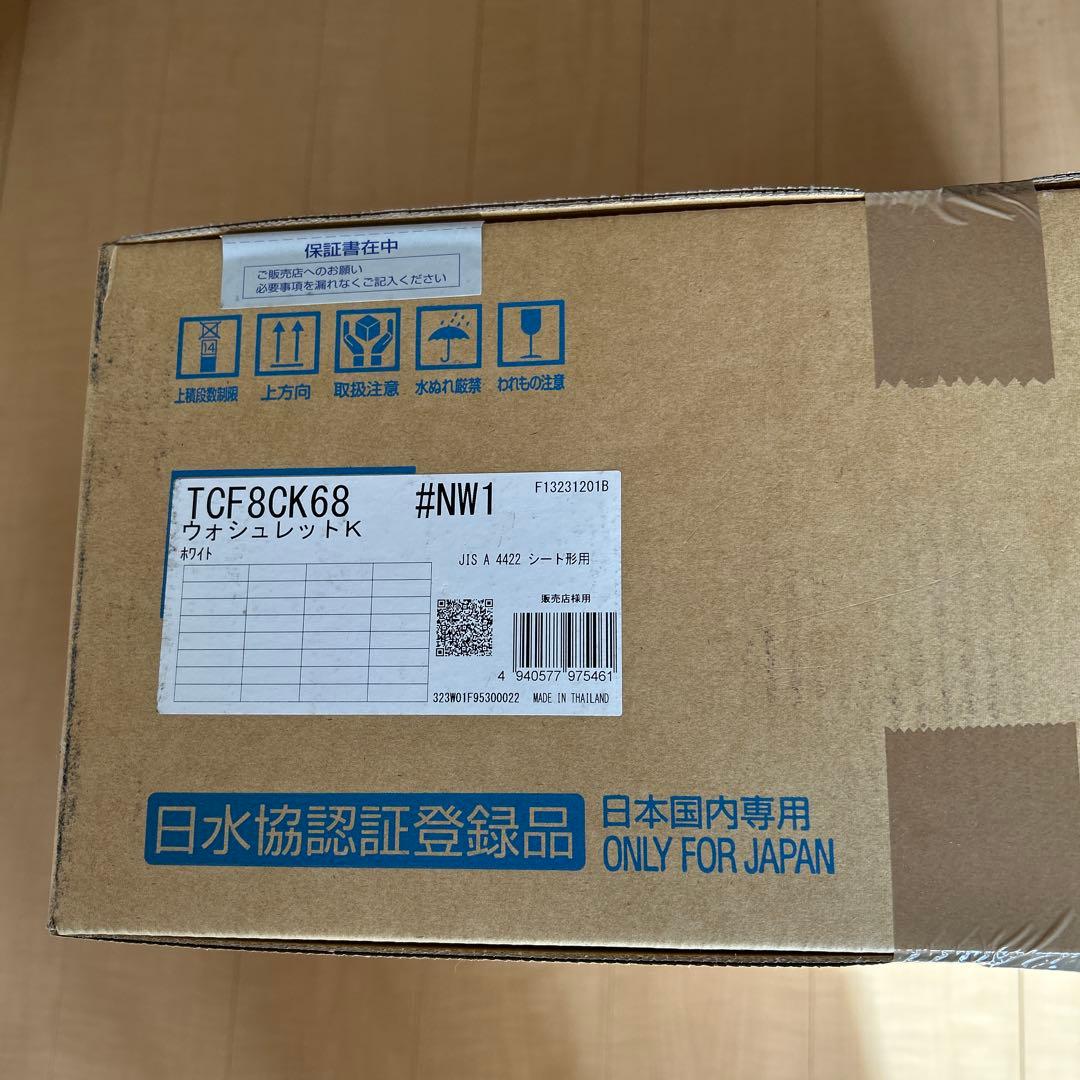 保証書在中
ご販売店へのお願い
必要事項を漏れなくご記入ください
14
上積段数制限 上方向 取扱注意 水ぬれ厳禁 われもの注意
TCF8CK68 #NW1 F13231201B
ウォシュレットK
ホワイト
JIS A 4422 シート形用
販売店様用
4 940577 975461
323W01F95300022 MADE IN THAILAND
日水協認証登録品
日本国内専用
ONLY FOR JAPAN